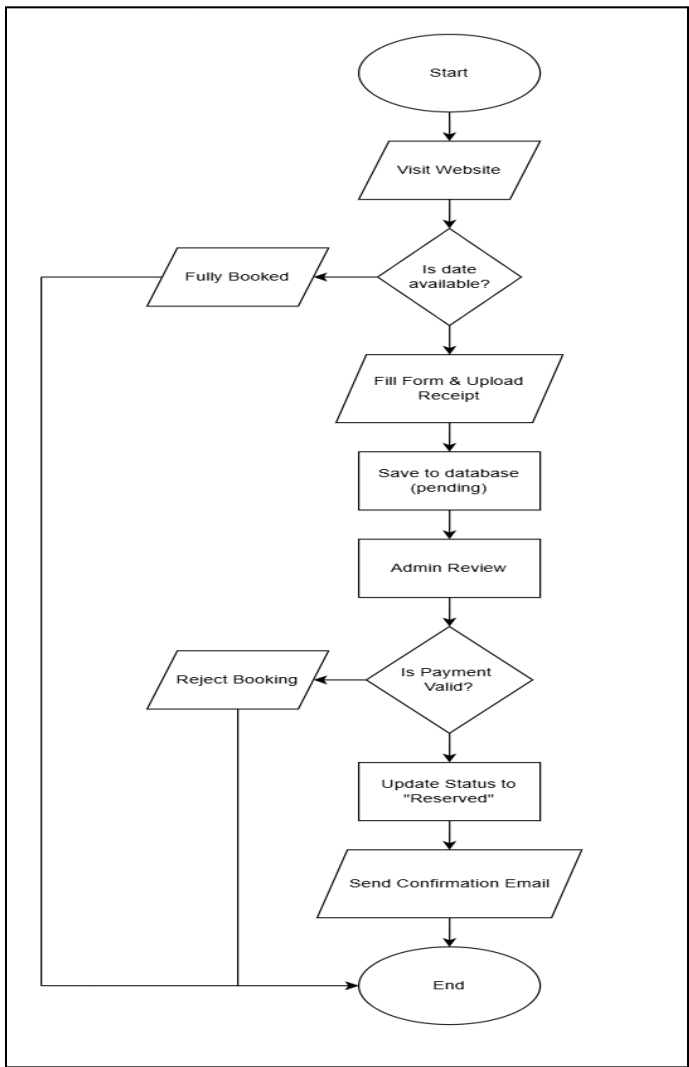 Start
Visit Website
Is date
available?
Fully Booked
Fill Form & Upload
Receipt
Save to database
(pending)
Admin Review
Is Payment
Valid?
Reject Booking
Update Status to
"Reserved"
Send Confirmation Email
End